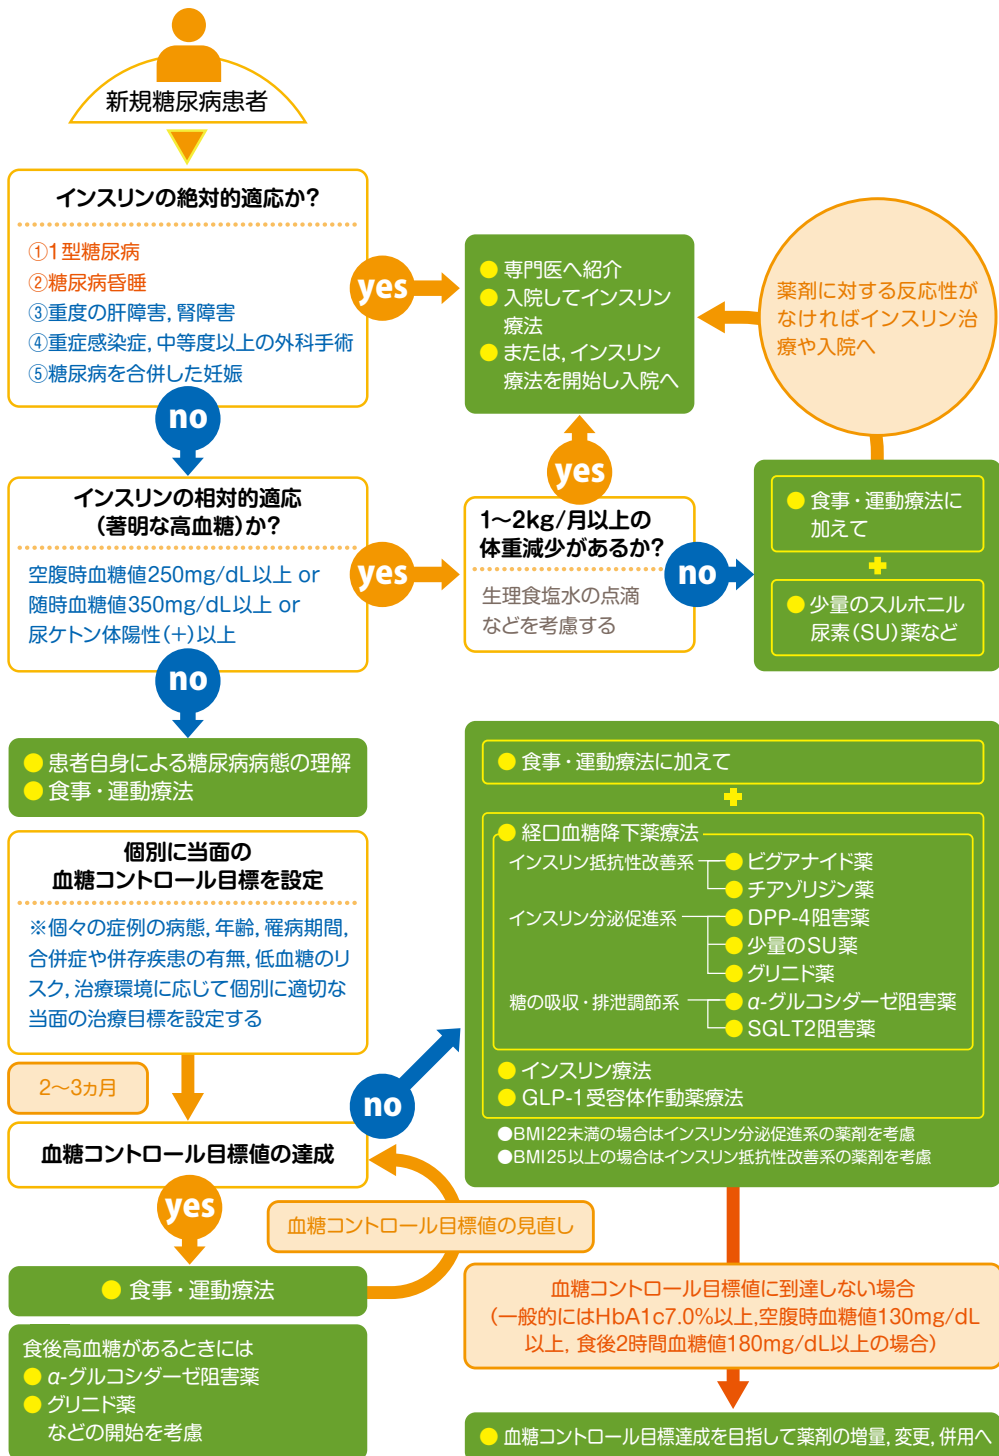 新規糖尿病患者
インスリンの絶対的適応か?
①1型糖尿病
②糖尿病昏睡
③重度の肝障害,腎障害
④重症感染症,中等度以上の外科手術
⑤糖尿病を合併した妊娠
yes
● 専門医へ紹介
● 入院してインスリン
療法
● または,インスリン
療法を開始し入院へ
薬剤に対する反応性が
なければインスリン治
療や入院へ
no
インスリンの相対的適応
(著明な高血糖)か?
空腹時血糖値250mg/dL以上 or
随時血糖値350mg/dL以上 or
尿ケトン体陽性(+)以上
yes
yes
1〜2kg/月以上の
体重減少があるか?
生理食塩水の点滴
などを考慮する
no
● 食事・運動療法に
加えて
+
● 少量のスルホニル
尿素(SU)薬など
no
● 患者自身による糖尿病病態の理解
● 食事・運動療法
個別に当面の
血糖コントロール目標を設定
※個々の症例の病態,年齢,罹病期間,
合併症や併存疾患の有無,低血糖のリ
スク,治療環境に応じて個別に適切な
当面の治療目標を設定する
2〜3ヵ月
血糖コントロール目標値の達成
no
yes
血糖コントロール目標値の見直し
● 食事・運動療法
食後高血糖があるときには
● α-グルコシダーゼ阻害薬
● グリニド薬
などの開始を考慮
● 食事・運動療法に加えて
+
● 経口血糖降下薬療法
インスリン抵抗性改善系
● ビグアナイド薬
● チアゾリジン薬
インスリン分泌促進系
● DPP-4阻害薬
● 少量のSU薬
● グリニド薬
糖の吸収・排泄調節系
● α-グルコシダーゼ阻害薬
● SGLT2阻害薬
● インスリン療法
● GLP-1受容体作動薬療法
●BMI22未満の場合はインスリン分泌促進系の薬剤を考慮
●BMI25以上の場合はインスリン抵抗性改善系の薬剤を考慮
血糖コントロール目標値に到達しない場合
(一般的にはHbA1c7.0%以上,空腹時血糖値130mg/dL
以上, 食後2時間血糖値180mg/dL以上の場合)
● 血糖コントロール目標達成を目指して薬剤の増量,変更,併用へ